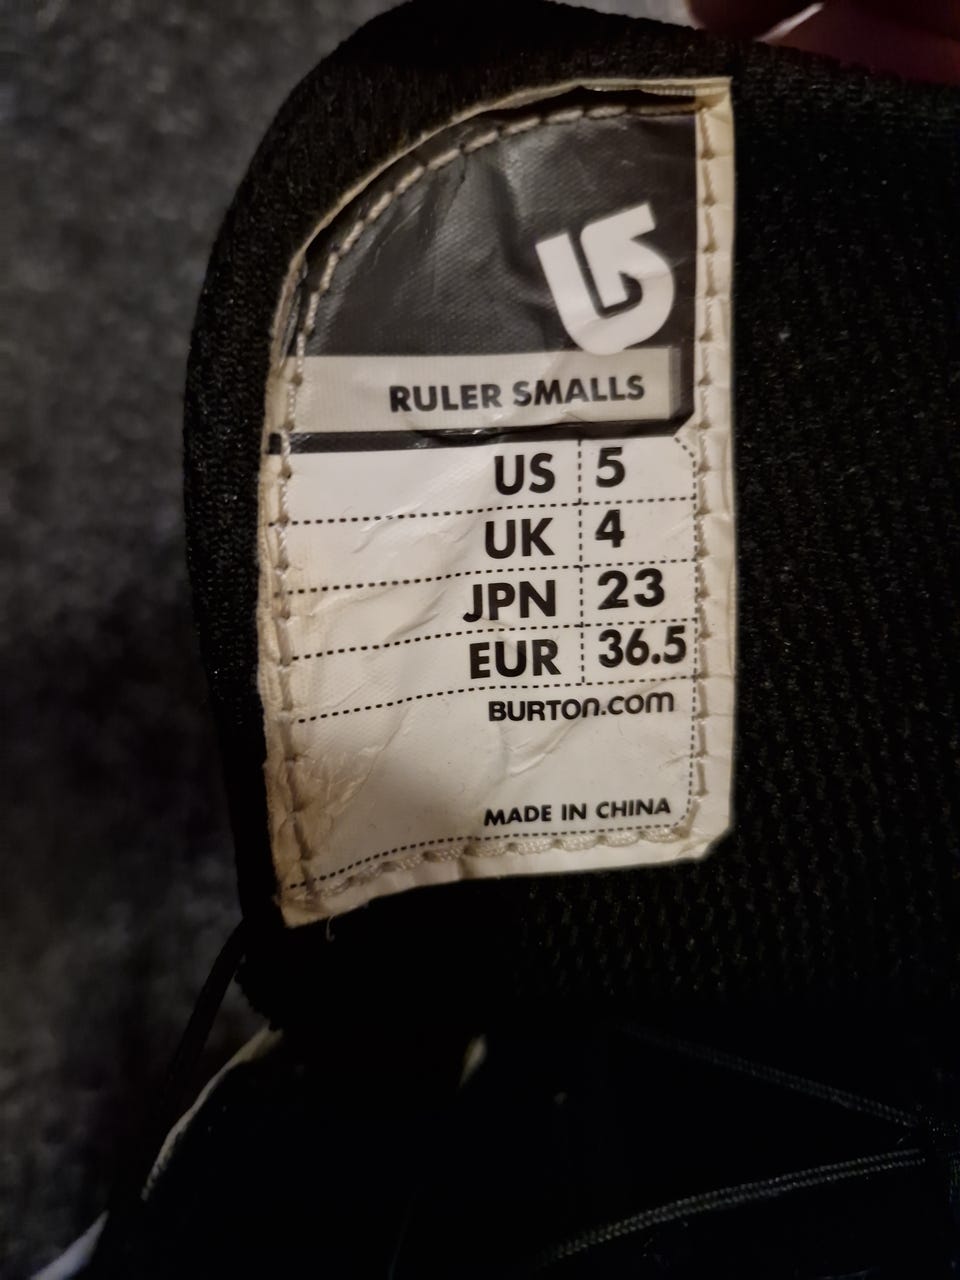 RULER SMALLS
US 5
UK 4
JPN 23
EUR 36.5
BURTON.COM
MADE IN CHINA